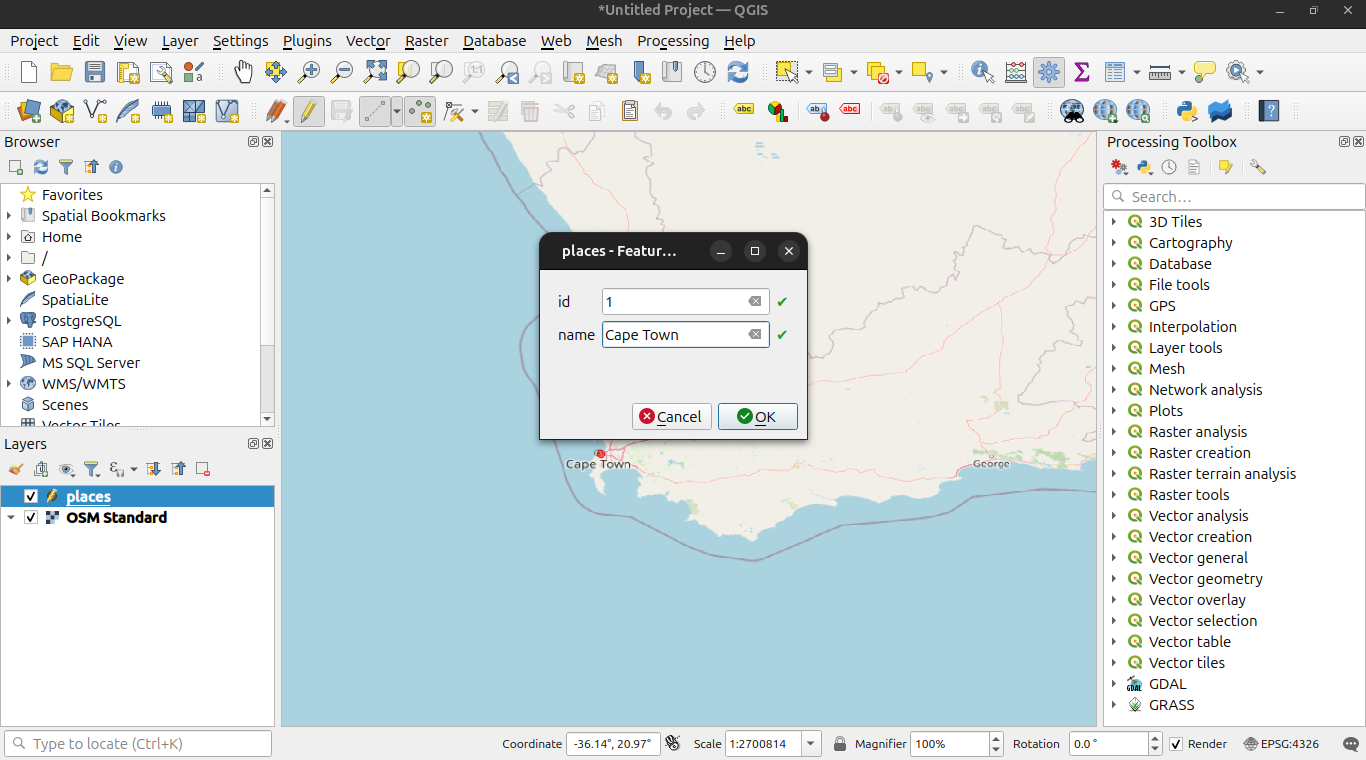 *Untitled Project — QGIS
Project Edit View Layer Settings Plugins Vector Raster Database Web Mesh Processing Help
Browser
Favorites
Spatial Bookmarks
Home
/
GeoPackage
SpatiaLite
PostgreSQL
SAP HANA
MS SQL Server
WMS/WMTS
Scenes
Vector Tiles
Layers
places
OSM Standard
places - Featur…
id 1
name Cape Town
Cancel OK
Cape Town
George
Processing Toolbox
Search…
3D Tiles
Cartography
Database
File tools
GPS
Interpolation
Layer tools
Mesh
Network analysis
Plots
Raster analysis
Raster creation
Raster terrain analysis
Raster tools
Vector analysis
Vector creation
Vector general
Vector geometry
Vector overlay
Vector selection
Vector table
Vector tiles
GDAL
GRASS
Type to locate (Ctrl+K) Coordinate -36.14°, 20.97° Scale 1:2700814 Magnifier 100% Rotation 0.0 ° Render EPSG:4326